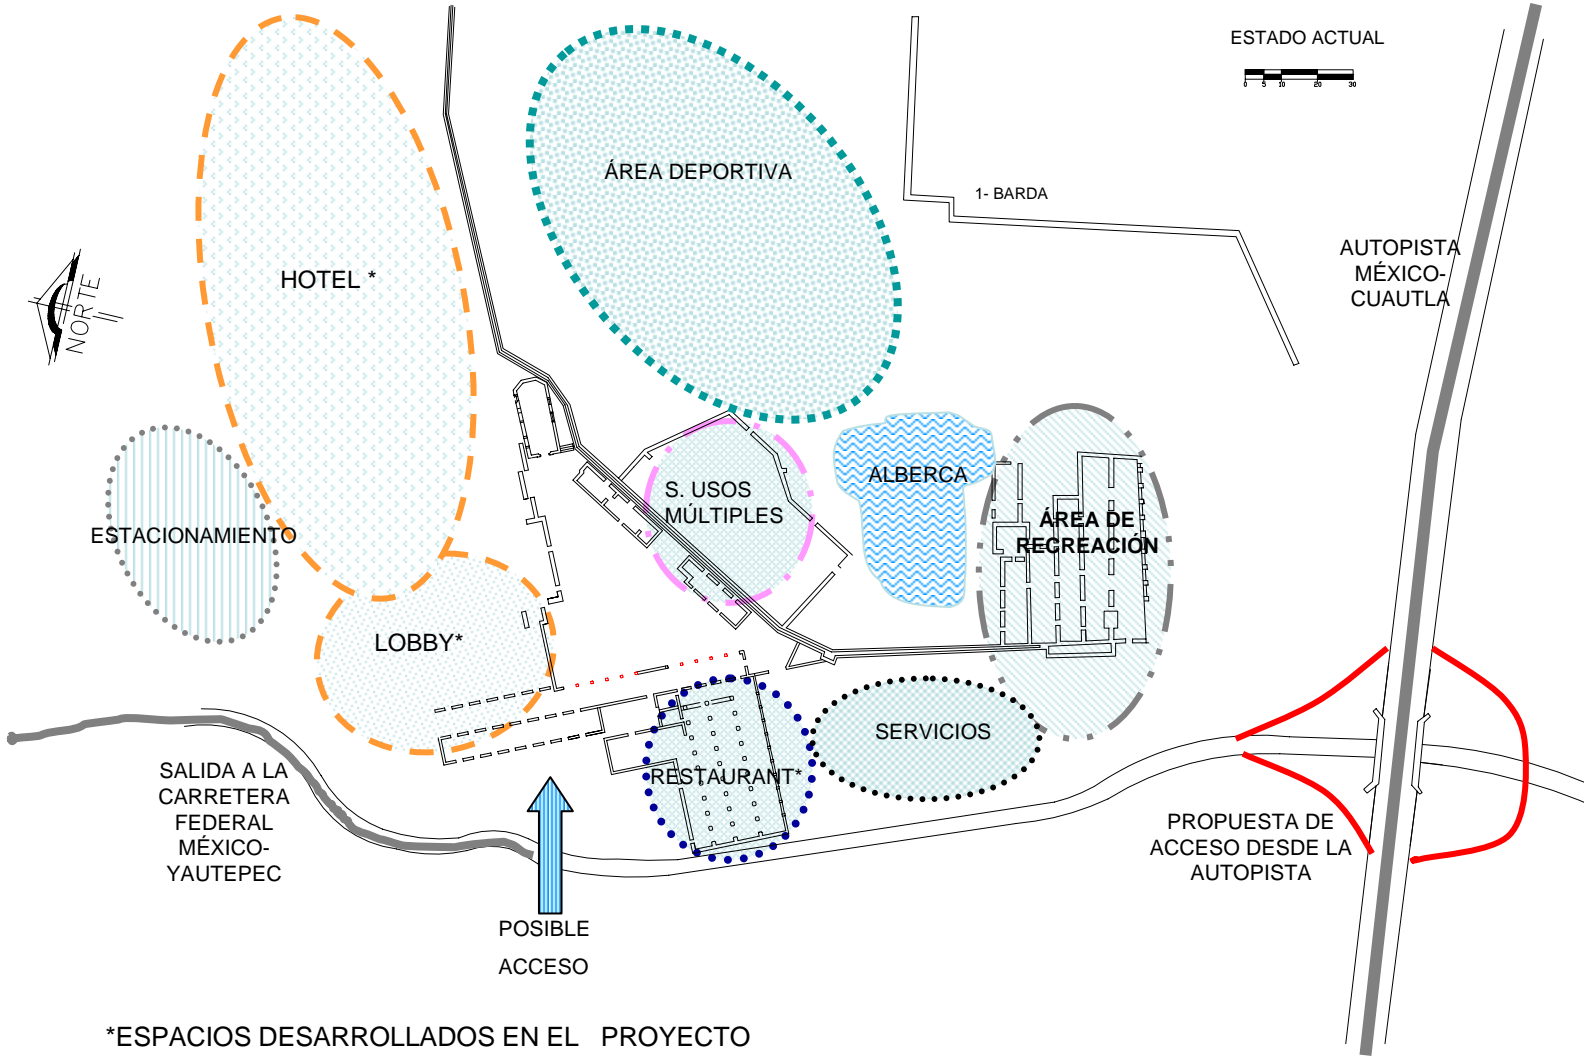 ESTADO ACTUAL
0 5 10 20 30
ÁREA DEPORTIVA
1- BARDA
AUTOPISTA
MÉXICO-
CUAUTLA
HOTEL *
NORTE
ALBERCA
S. USOS
MÚLTIPLES
ÁREA DE
RECREACIÓN
ESTACIONAMIENTO
LOBBY*
SERVICIOS
RESTAURANT*
SALIDA A LA
CARRETERA
FEDERAL
MÉXICO-
YAUTEPEC
PROPUESTA DE
ACCESO DESDE LA
AUTOPISTA
POSIBLE
ACCESO
*ESPACIOS DESARROLLADOS EN EL PROYECTO